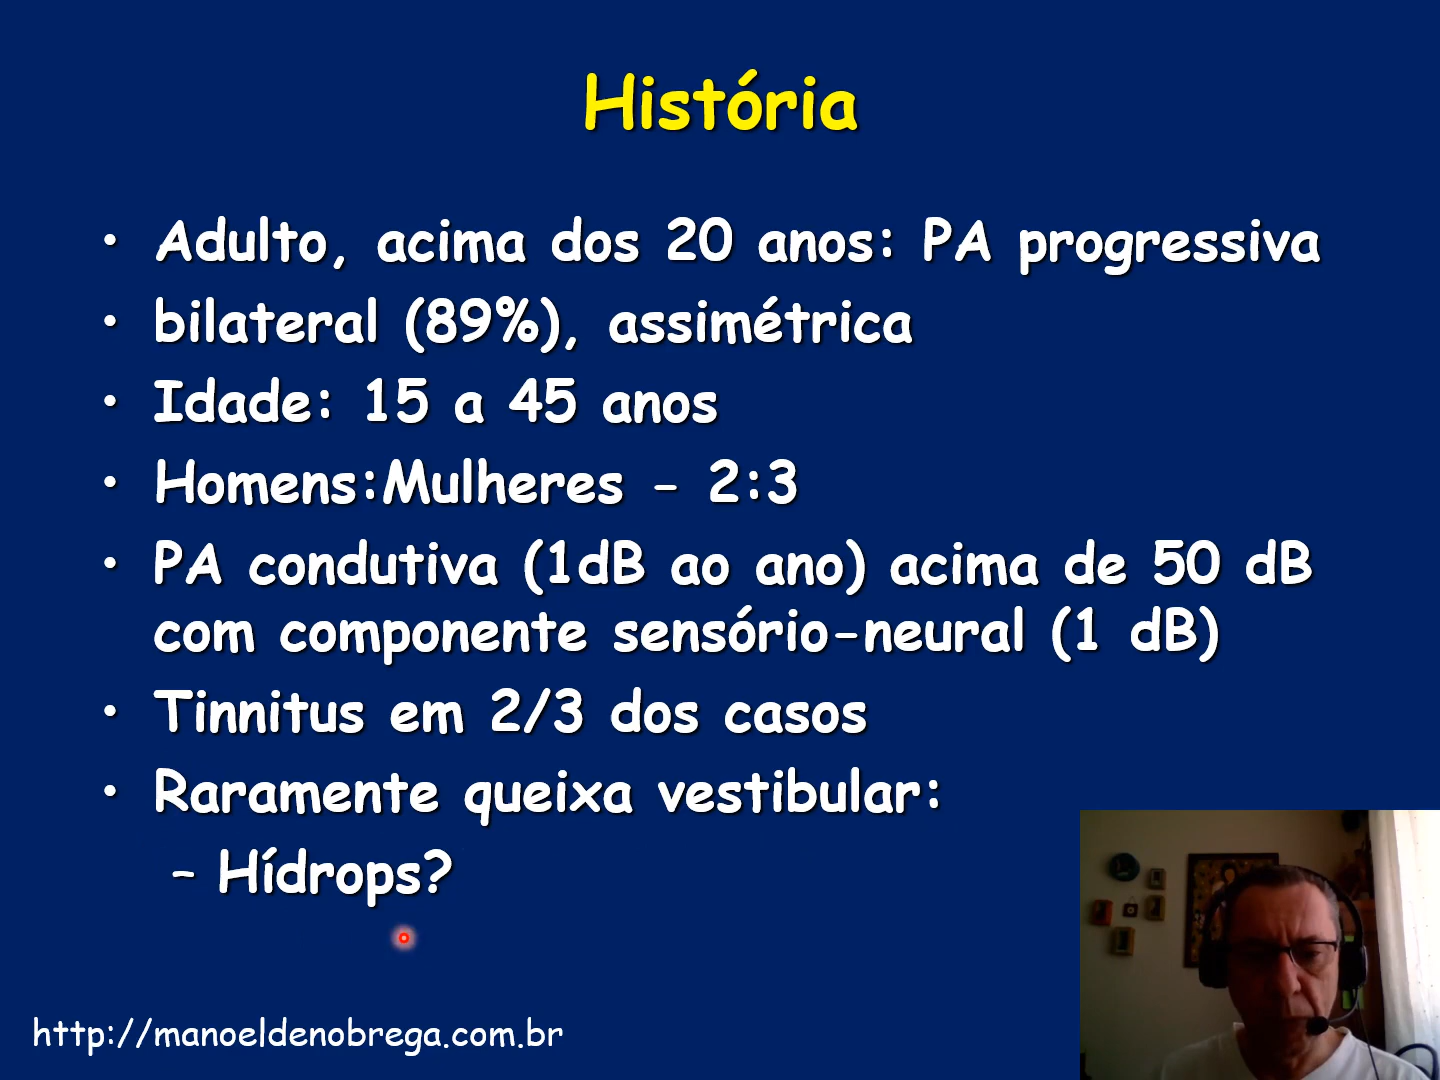 História
• Adulto, acima dos 20 anos: PA progressiva
• bilateral (89%), assimétrica
• Idade: 15 a 45 anos
• Homens:Mulheres - 2:3
• PA condutiva (1dB ao ano) acima de 50 dB
com componente sensório-neural (1 dB)
• Tinnitus em 2/3 dos casos
• Raramente queixa vestibular:
– Hídrops?
http://manoeldenobrega.com.br